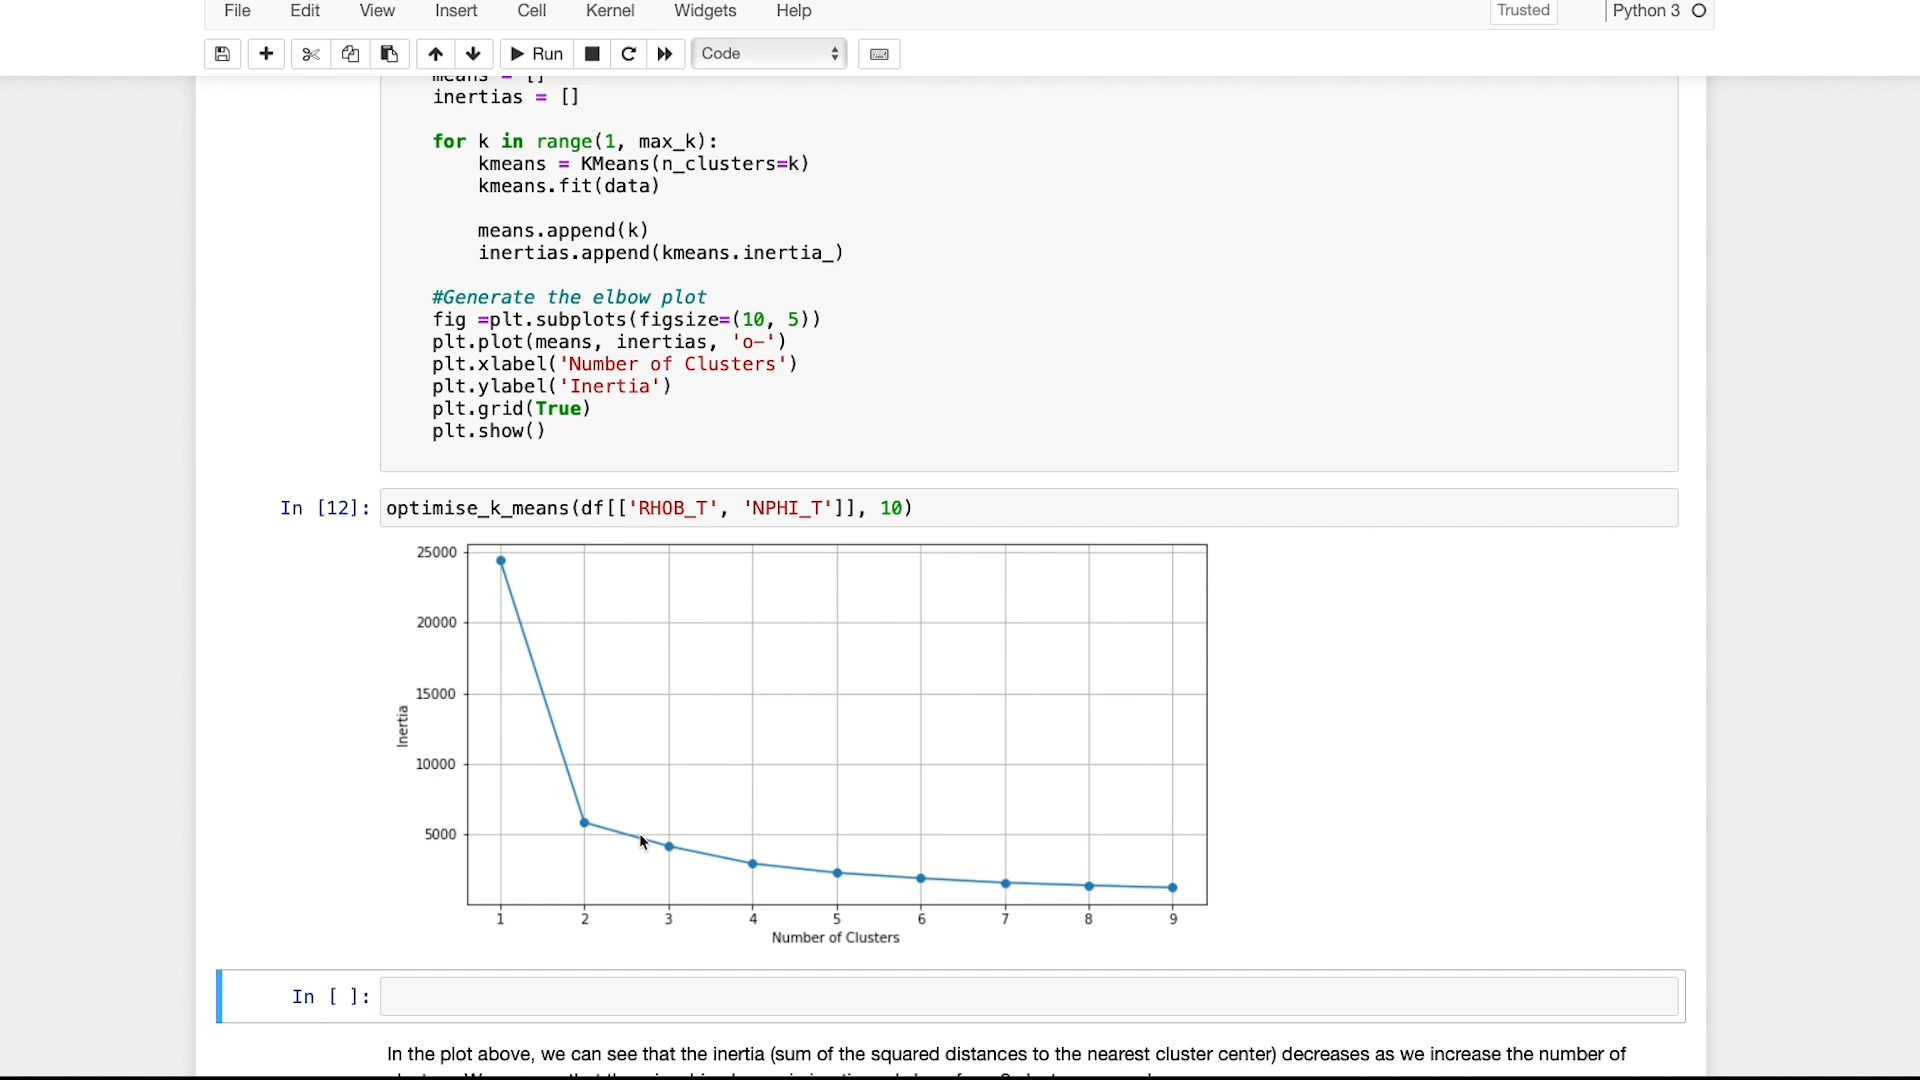 File Edit View Insert Cell Kernel Widgets Help Trusted Python 3
Run Code
means = []
inertias = []
for k in range(1, max_k):
kmeans = KMeans(n_clusters=k)
kmeans.fit(data)
means.append(k)
inertias.append(kmeans.inertia_)
#Generate the elbow plot
fig =plt.subplots(figsize=(10, 5))
plt.plot(means, inertias, 'o-')
plt.xlabel('Number of Clusters')
plt.ylabel('Inertia')
plt.grid(True)
plt.show()
In [12]: optimise_k_means(df[['RHOB_T', 'NPHI_T']], 10)
25000
20000
15000
10000
5000
Inertia
1 2 3 4 5 6 7 8 9
Number of Clusters
In [ ]:
In the plot above, we can see that the inertia (sum of the squared distances to the nearest cluster center) decreases as we increase the number of